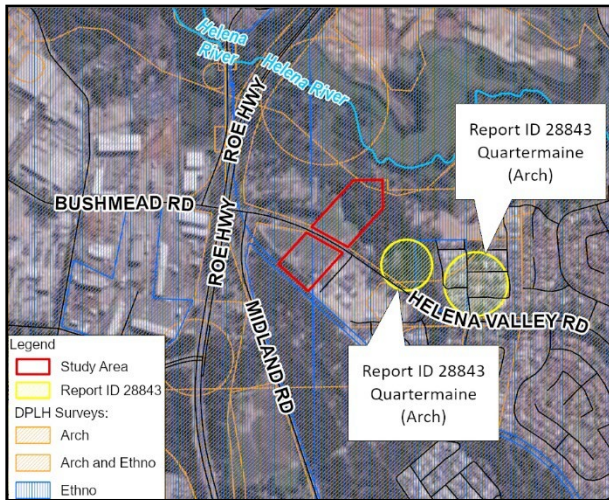 Helena
River
Helena River
ROE HWY
Report ID 28843
Quartermaine
(Arch)
BUSHMEAD RD
ROE HWY
MIDLAND RD
HELENA VALLEY RD
Report ID 28843
Quartermaine
(Arch)
Legend
Study Area
Report ID 28843
DPLH Surveys:
Arch
Arch and Ethno
Ethno